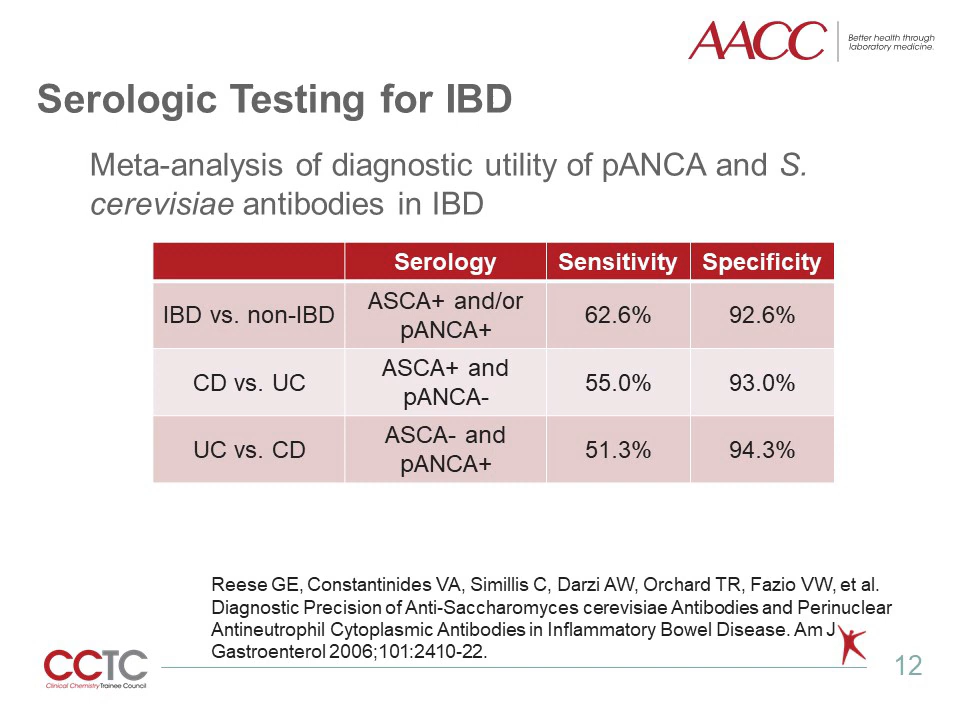 AACC
Better health through
laboratory medicine.
Serologic Testing for IBD
Meta-analysis of diagnostic utility of pANCA and S.
cerevisiae antibodies in IBD
Serology Sensitivity Specificity
IBD vs. non-IBD ASCA+ and/or pANCA+ 62.6% 92.6%
CD vs. UC ASCA+ and pANCA- 55.0% 93.0%
UC vs. CD ASCA- and pANCA+ 51.3% 94.3%
Reese GE, Constantinides VA, Simillis C, Darzi AW, Orchard TR, Fazio VW, et al.
Diagnostic Precision of Anti-Saccharomyces cerevisiae Antibodies and Perinuclear
Antineutrophil Cytoplasmic Antibodies in Inflammatory Bowel Disease. Am J
Gastroenterol 2006;101:2410-22.
CCTC
Clinical Chemistry Trainee Council
12